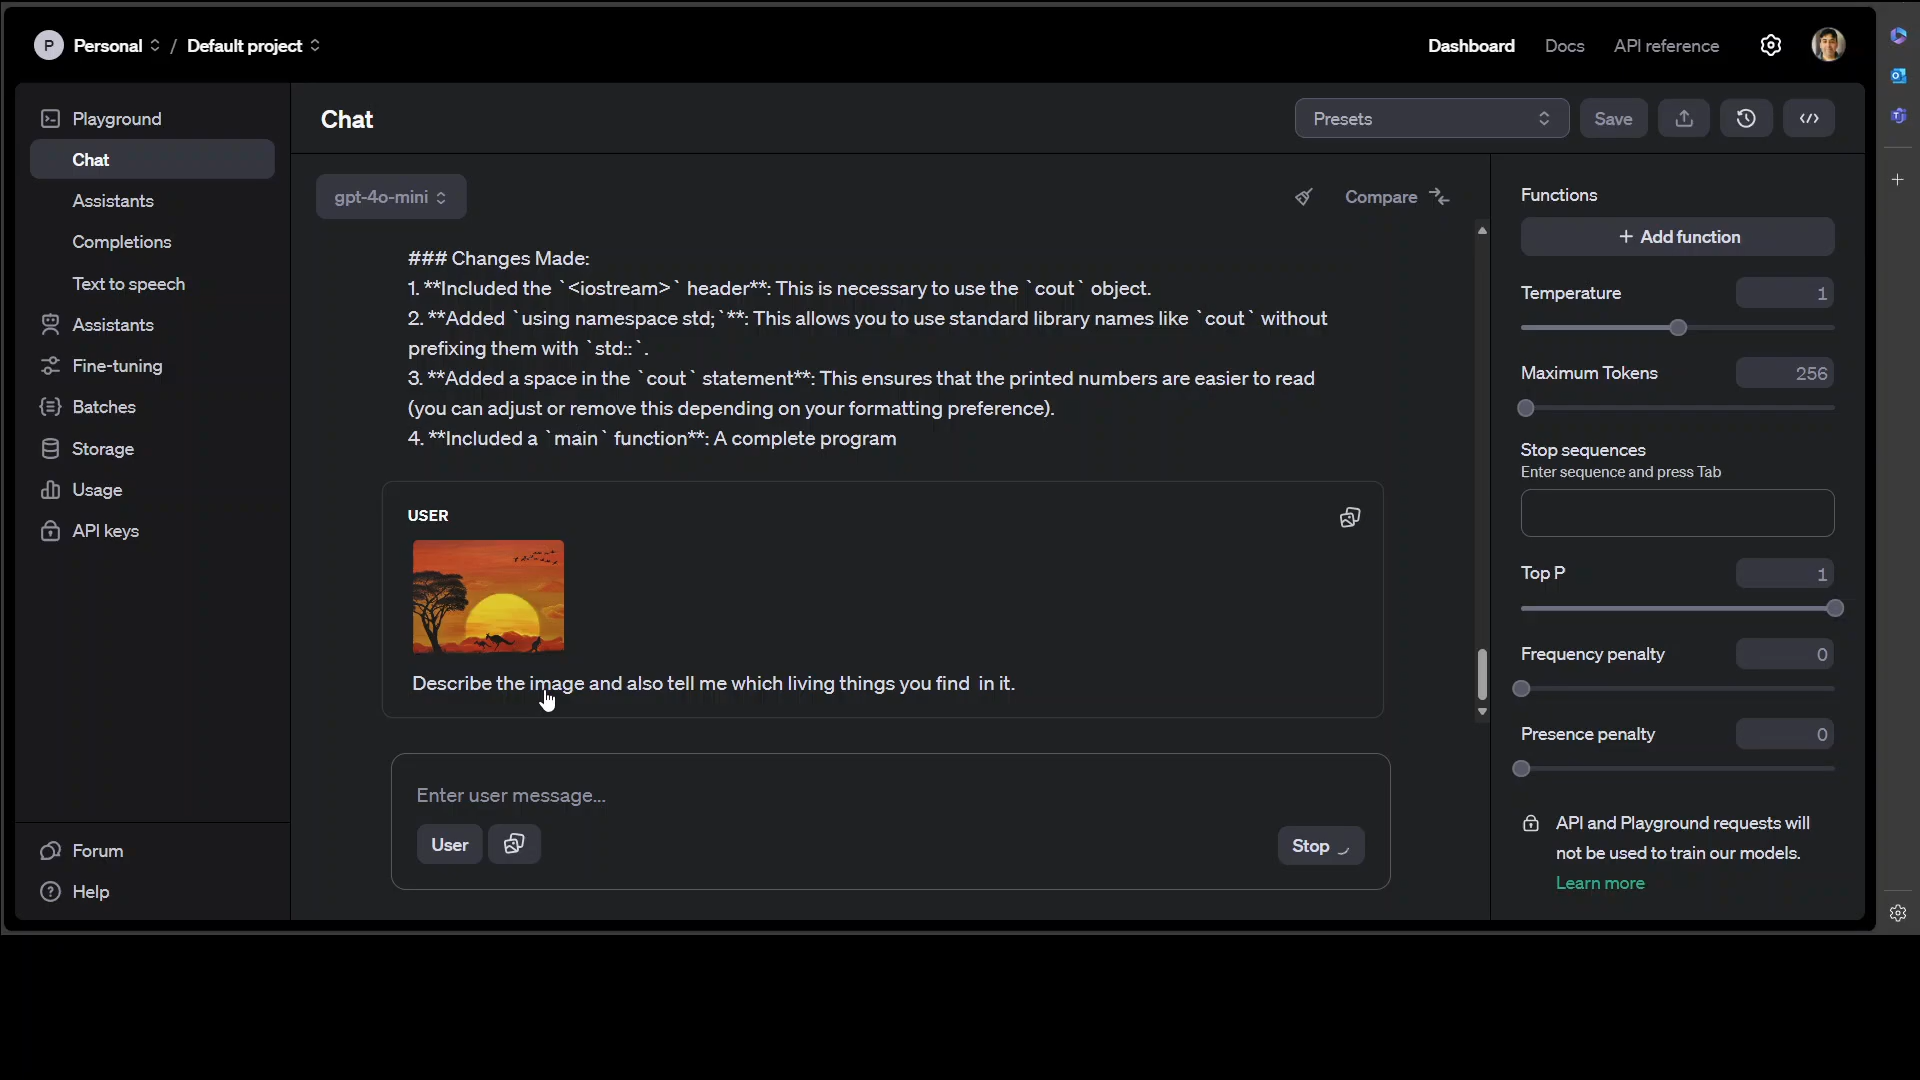 P Personal / Default project
Dashboard Docs API reference
Playground
Chat
Assistants
Completions
Text to speech
Assistants
Fine-tuning
Batches
Storage
Usage
API keys
Forum
Help
Chat
Presets
Save
gpt-4o-mini
Compare
### Changes Made:
1. **Included the `<iostream>` header**: This is necessary to use the `cout` object.
2. **Added `using namespace std;`**: This allows you to use standard library names like `cout` without
prefixing them with `std::`.
3. **Added a space in the `cout` statement**: This ensures that the printed numbers are easier to read
(you can adjust or remove this depending on your formatting preference).
4. **Included a `main` function**: A complete program
USER
Describe the image and also tell me which living things you find in it.
Enter user message...
User
Stop
Functions
+ Add function
Temperature 1
Maximum Tokens 256
Stop sequences
Enter sequence and press Tab
Top P 1
Frequency penalty 0
Presence penalty 0
API and Playground requests will
not be used to train our models.
Learn more